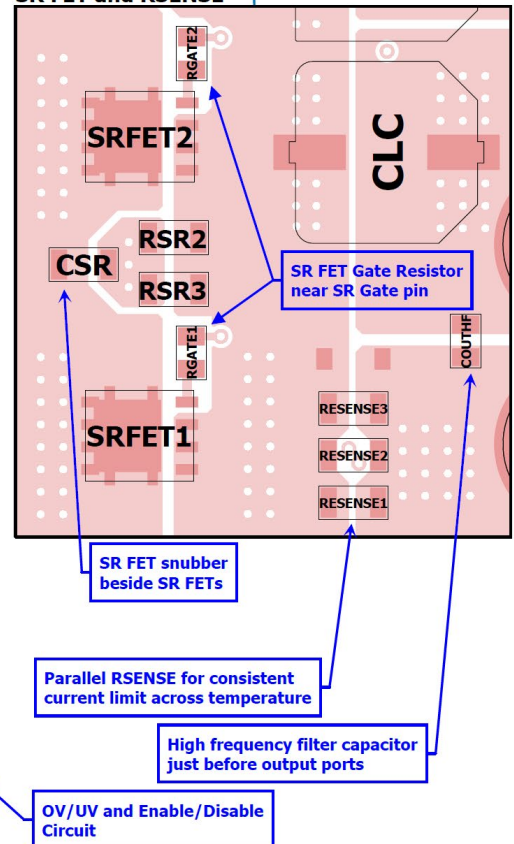 SR FET and RSENSE
RGATE2
SRFET2
CLC
RSR2
CSR
RSR3
SR FET Gate Resistor
near SR Gate pin
RGATE1
COUTHF
RESENSE3
SRFET1
RESENSE2
RESENSE1
SR FET snubber
beside SR FETs
Parallel RSENSE for consistent
current limit across temperature
High frequency filter capacitor
just before output ports
OV/UV and Enable/Disable
Circuit